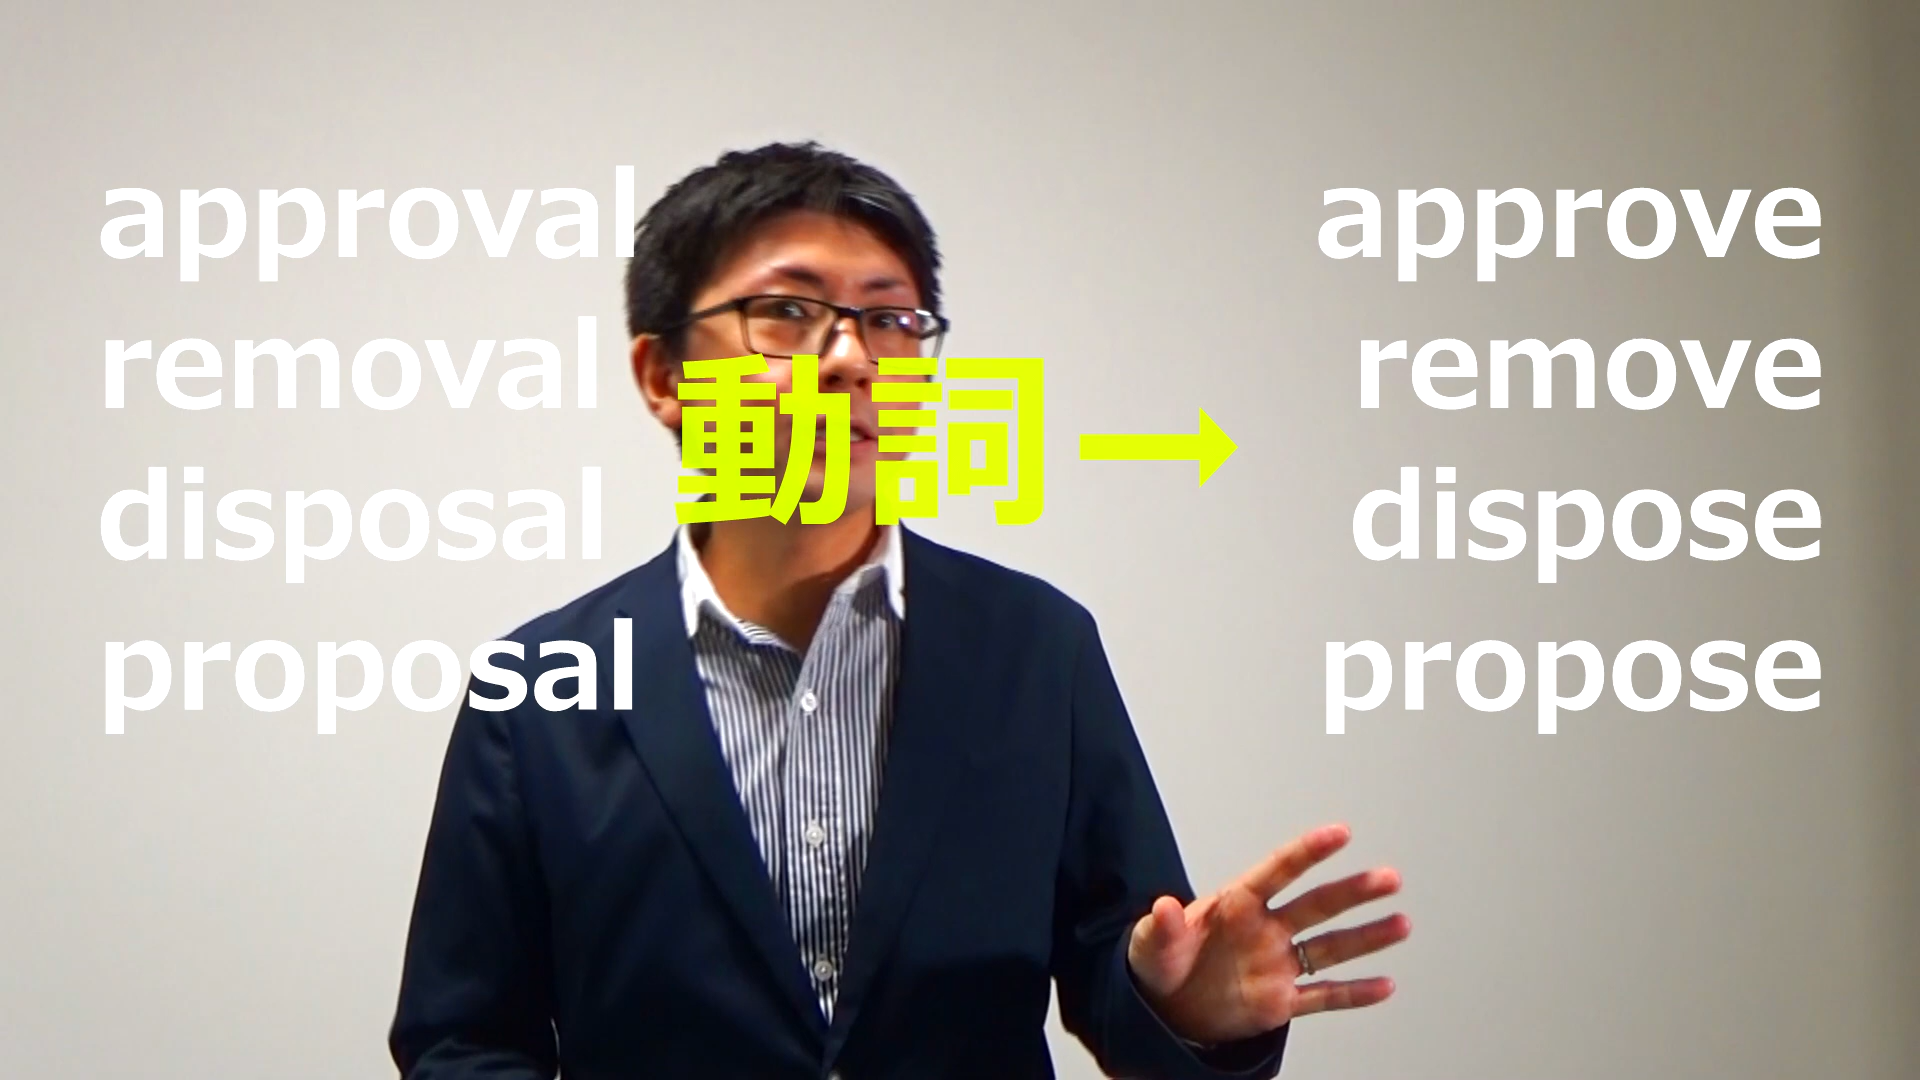 approval
removal
disposal
proposal
動詞→
approve
remove
dispose
propose